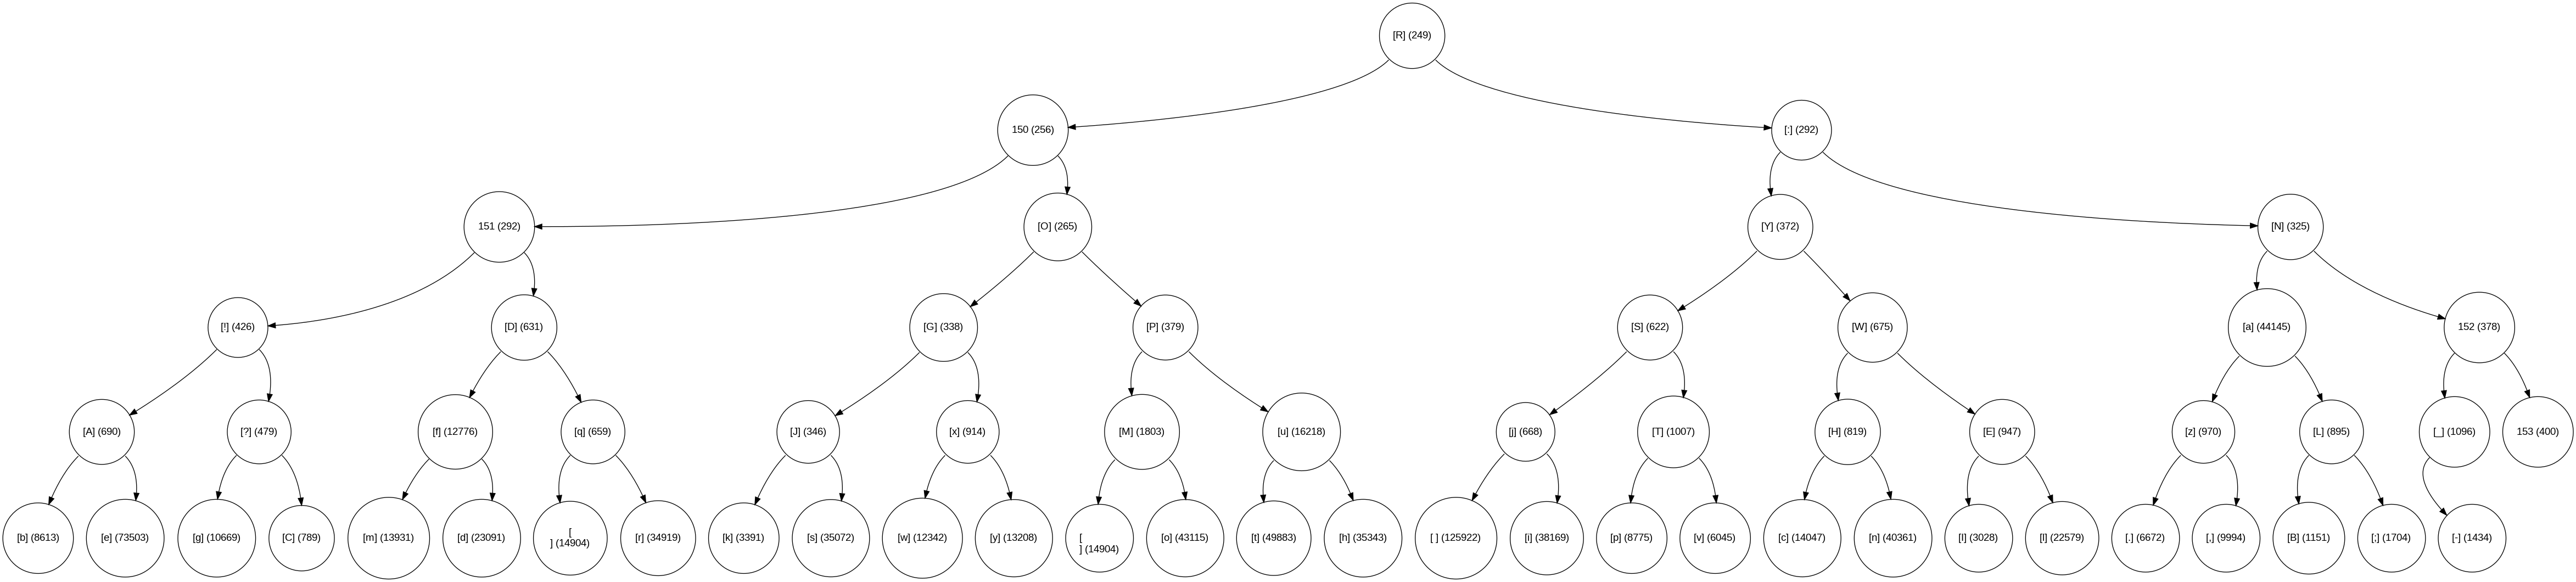 [R] (249)
150 (256)
[:] (292)
151 (292)
[O] (265)
[Y] (372)
[N] (325)
[!] (426)
[D] (631)
[G] (338)
[P] (379)
[S] (622)
[W] (675)
[a] (44145)
152 (378)
[A] (690)
[?] (479)
[f] (12776)
[q] (659)
[J] (346)
[x] (914)
[M] (1803)
[u] (16218)
[j] (668)
[T] (1007)
[H] (819)
[E] (947)
[z] (970)
[L] (895)
[_] (1096)
153 (400)
[b] (8613)
[e] (73503)
[g] (10669)
[C] (789)
[m] (13931)
[d] (23091)
[
] (14904)
[r] (34919)
[k] (3391)
[s] (35072)
[w] (12342)
[y] (13208)
[
] (14904)
[o] (43115)
[t] (49883)
[h] (35343)
[ ] (125922)
[i] (38169)
[p] (8775)
[v] (6045)
[c] (14047)
[n] (40361)
[I] (3028)
[l] (22579)
[.] (6672)
[,] (9994)
[B] (1151)
[;] (1704)
[-] (1434)